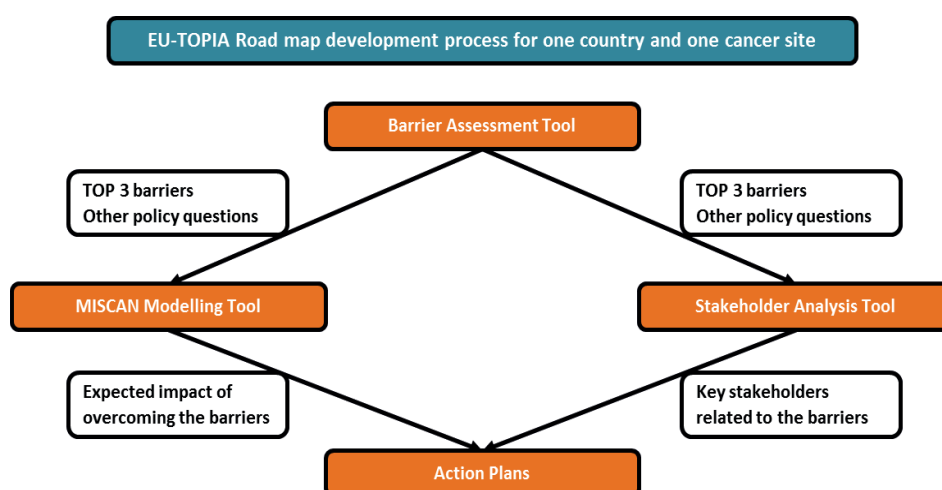 EU-TOPIA Road map development process for one country and one cancer site
Barrier Assessment Tool
TOP 3 barriers
Other policy questions
TOP 3 barriers
Other policy questions
MISCAN Modelling Tool
Stakeholder Analysis Tool
Expected impact of
overcoming the barriers
Key stakeholders
related to the barriers
Action Plans